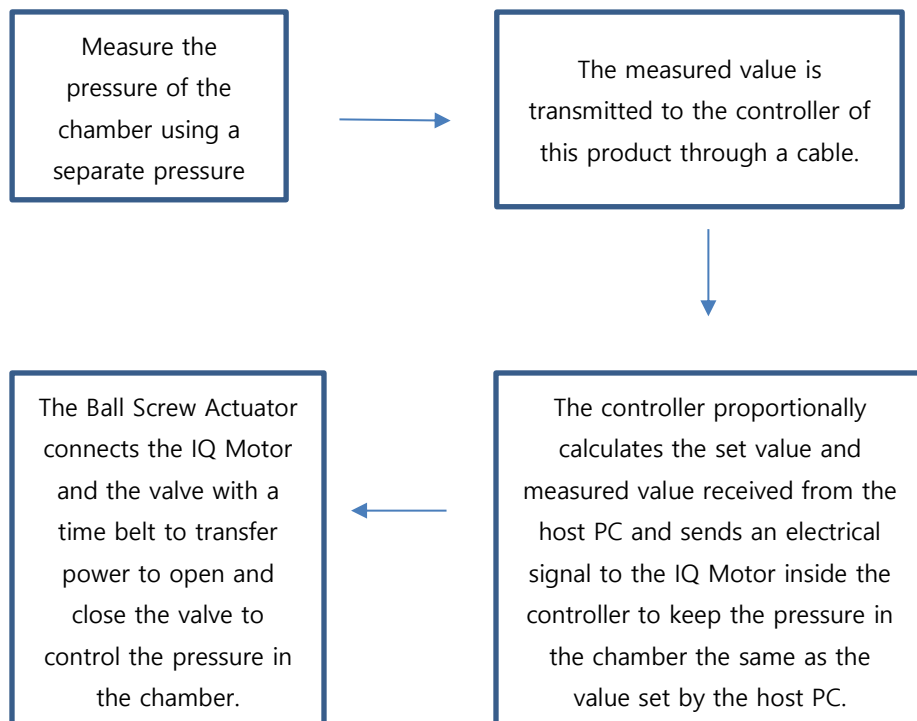 Measure the
pressure of the
chamber using a
separate pressure
The measured value is
transmitted to the controller of
this product through a cable.
The controller proportionally
calculates the set value and
measured value received from the
host PC and sends an electrical
signal to the IQ Motor inside the
controller to keep the pressure in
the chamber the same as the
value set by the host PC.
The Ball Screw Actuator
connects the IQ Motor
and the valve with a
time belt to transfer
power to open and
close the valve to
control the pressure in
the chamber.